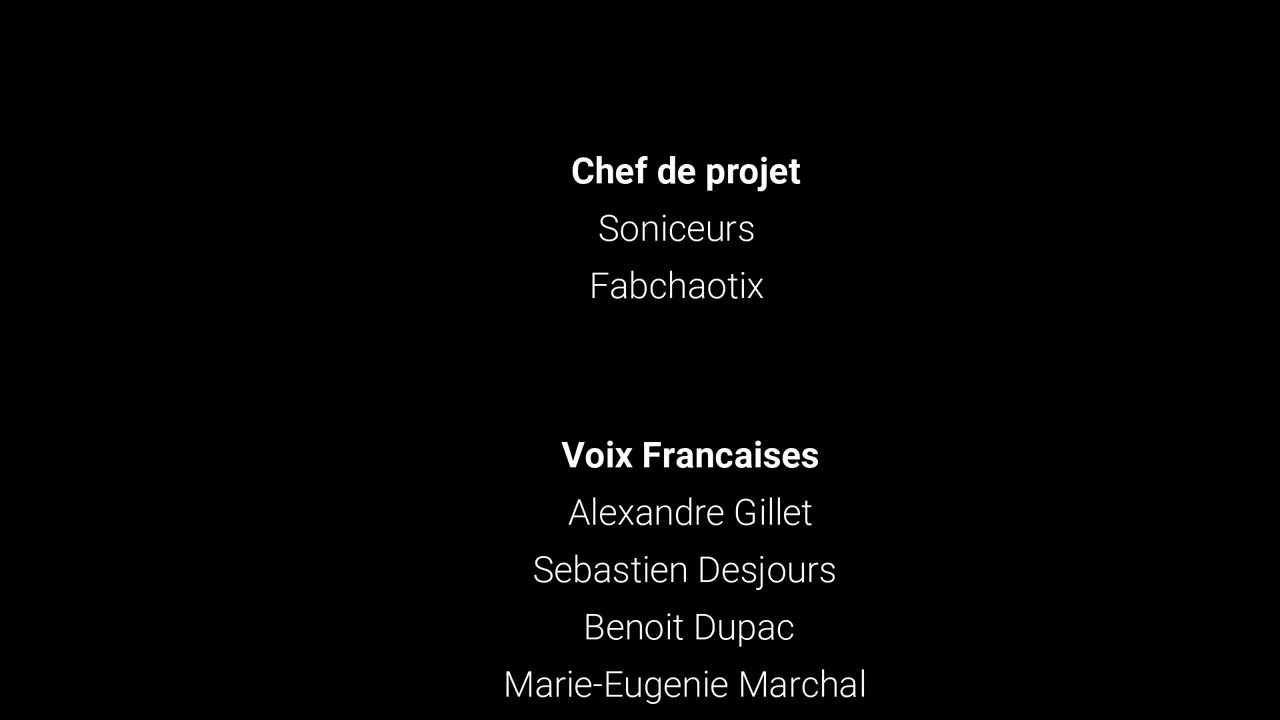 Chef de projet
Soniceurs
Fabchaotix
Voix Francaises
Alexandre Gillet
Sebastien Desjours
Benoit Dupac
Marie-Eugenie Marchal